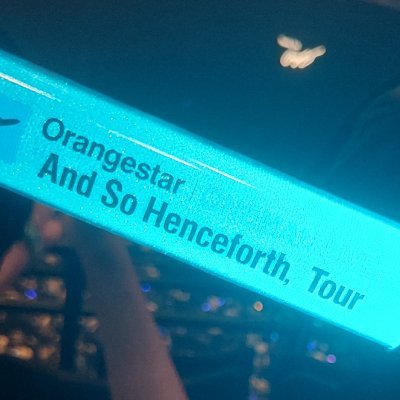 Orangestar
And So Henceforth, Tour